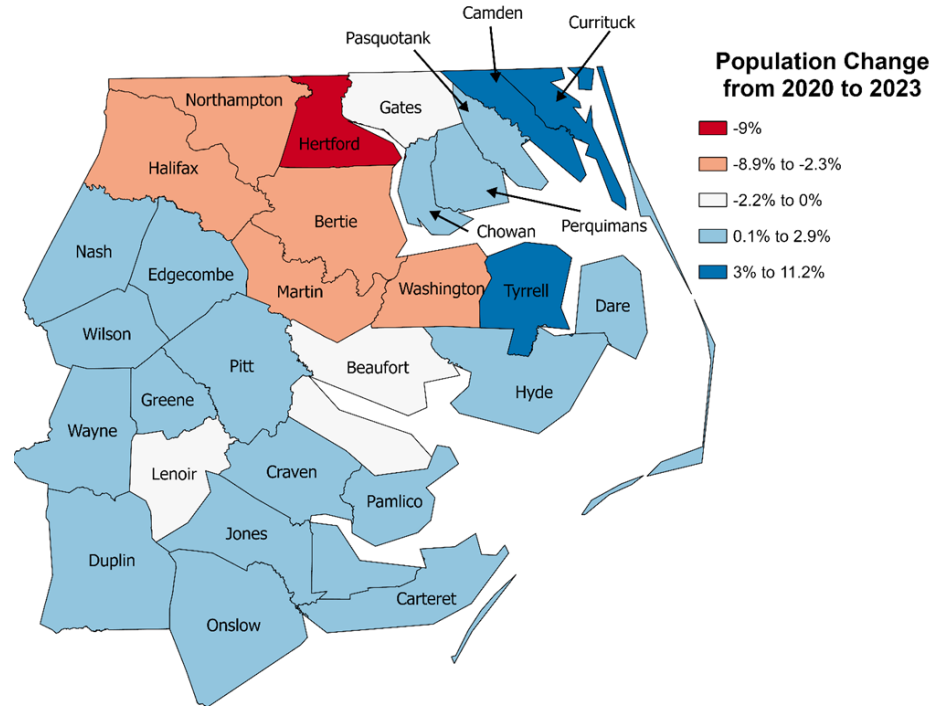 Camden
Currituck
Pasquotank
Population Change
from 2020 to 2023
Northampton
Gates
-9%
Hertford
-8.9% to -2.3%
Halifax
-2.2% to 0%
Bertie
Perquimans
Chowan
0.1% to 2.9%
Nash
Edgecombe
3% to 11.2%
Martin
Washington
Tyrrell
Dare
Wilson
Pitt
Beaufort
Hyde
Greene
Wayne
Lenoir
Craven
Pamlico
Jones
Duplin
Carteret
Onslow